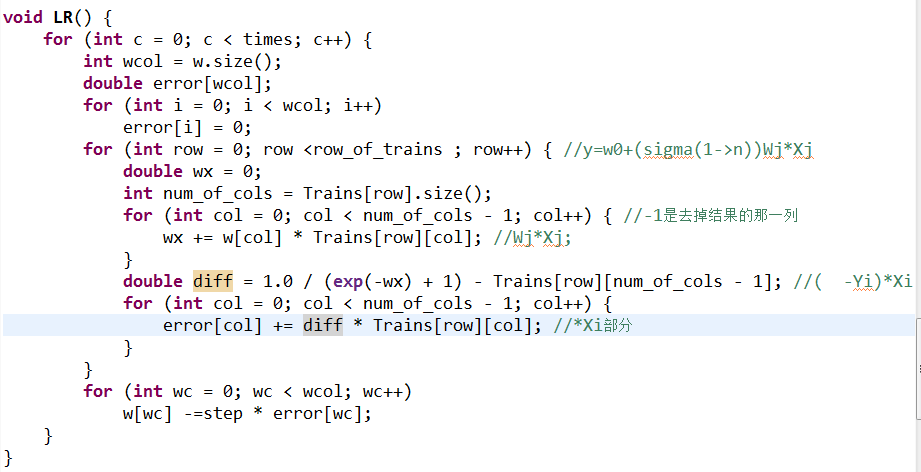 void LR() {
    for (int c = 0; c < times; c++) {
        int wcol = w.size();
        double error[wcol];
        for (int i = 0; i < wcol; i++)
            error[i] = 0;
        for (int row = 0; row <row_of_trains ; row++) { //y=w0+(sigma(1->n))Wj*Xj
            double wx = 0;
            int num_of_cols = Trains[row].size();
            for (int col = 0; col < num_of_cols - 1; col++) { //-1是去掉结果的那一列
                wx += w[col] * Trains[row][col]; //Wj*Xj;
            }
            double diff = 1.0 / (exp(-wx) + 1) - Trains[row][num_of_cols - 1]; //(  -Yi)*Xi
            for (int col = 0; col < num_of_cols - 1; col++) {
                error[col] += diff * Trains[row][col]; //*Xi部分
            }
        }
        for (int wc = 0; wc < wcol; wc++)
            w[wc] -=step * error[wc];
    }
}